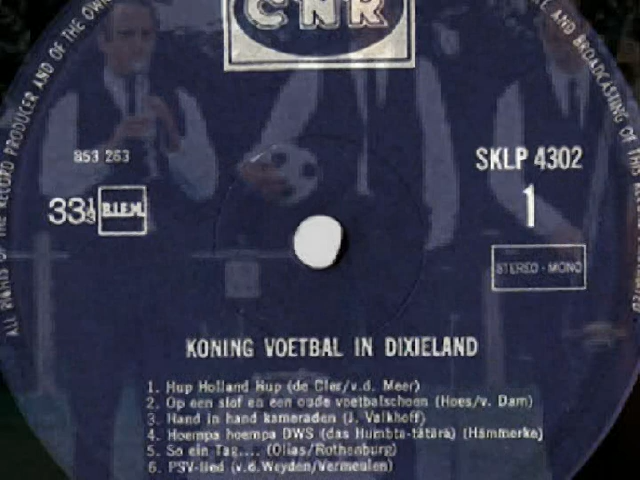 CNR
ALL RIGHTS OF THE RECORD PRODUCER AND OF THE OWN
AND BROADCASTING OF THIS
853 263
SKLP 4302
33⅓ B.I.E.M.
1
STEREO - MONO
KONING VOETBAL IN DIXIELAND
1. Hup Holland Hup (de Cler/v.d. Meer)
2. Op een slof en een oude voetbalschoen (Hoes/v. Dam)
3. Hand in hand kameraden (J. Valkhoff)
4. Hoempa hoempa DWS (das Humbta-tätärä) (Hämmerke)
5. So ein Tag.... (Olias/Rothenburg)
6. PSV-lied (v.d.Weyden/Vermeulen)